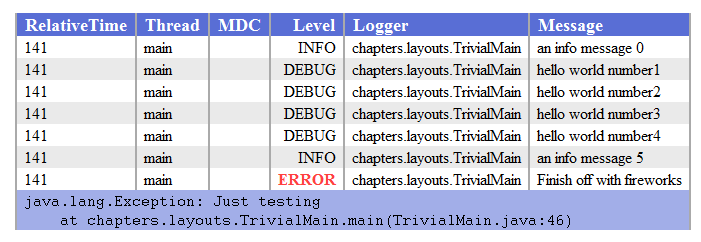 RelativeTime Thread MDC Level Logger Message
141 main INFO chapters.layouts.TrivialMain an info message 0
141 main DEBUG chapters.layouts.TrivialMain hello world number1
141 main DEBUG chapters.layouts.TrivialMain hello world number2
141 main DEBUG chapters.layouts.TrivialMain hello world number3
141 main DEBUG chapters.layouts.TrivialMain hello world number4
141 main INFO chapters.layouts.TrivialMain an info message 5
141 main ERROR chapters.layouts.TrivialMain Finish off with fireworks
java.lang.Exception: Just testing
at chapters.layouts.TrivialMain.main(TrivialMain.java:46)